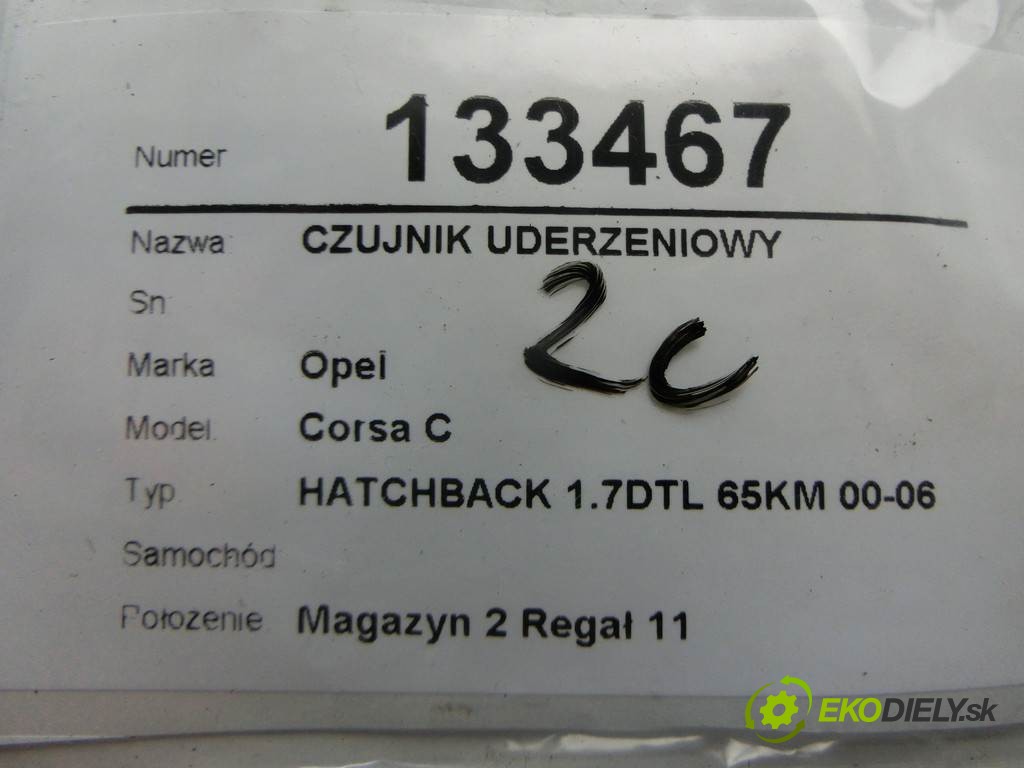 Numer 133467
Nazwa CZUJNIK UDERZENIOWY
Sn
2c
Marka Opel
Model Corsa C
Typ HATCHBACK 1.7DTL 65KM 00-06
Samochód
Położenie Magazyn 2 Regał 11
EKODIELY.sk